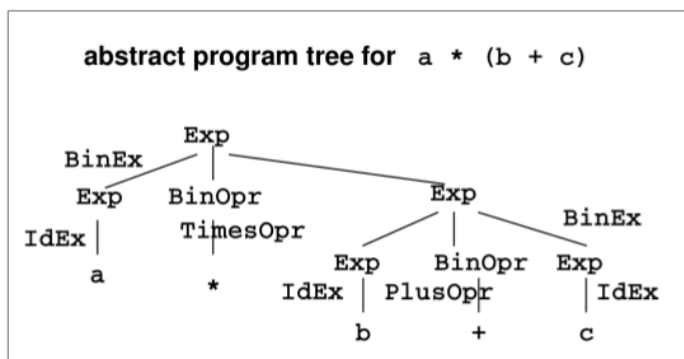 abstract program tree for a * (b + c)
Exp
BinEx
Exp BinOpr Exp
BinEx
IdEx TimesOpr
a *
Exp BinOpr Exp
IdEx PlusOpr IdEx
b + c